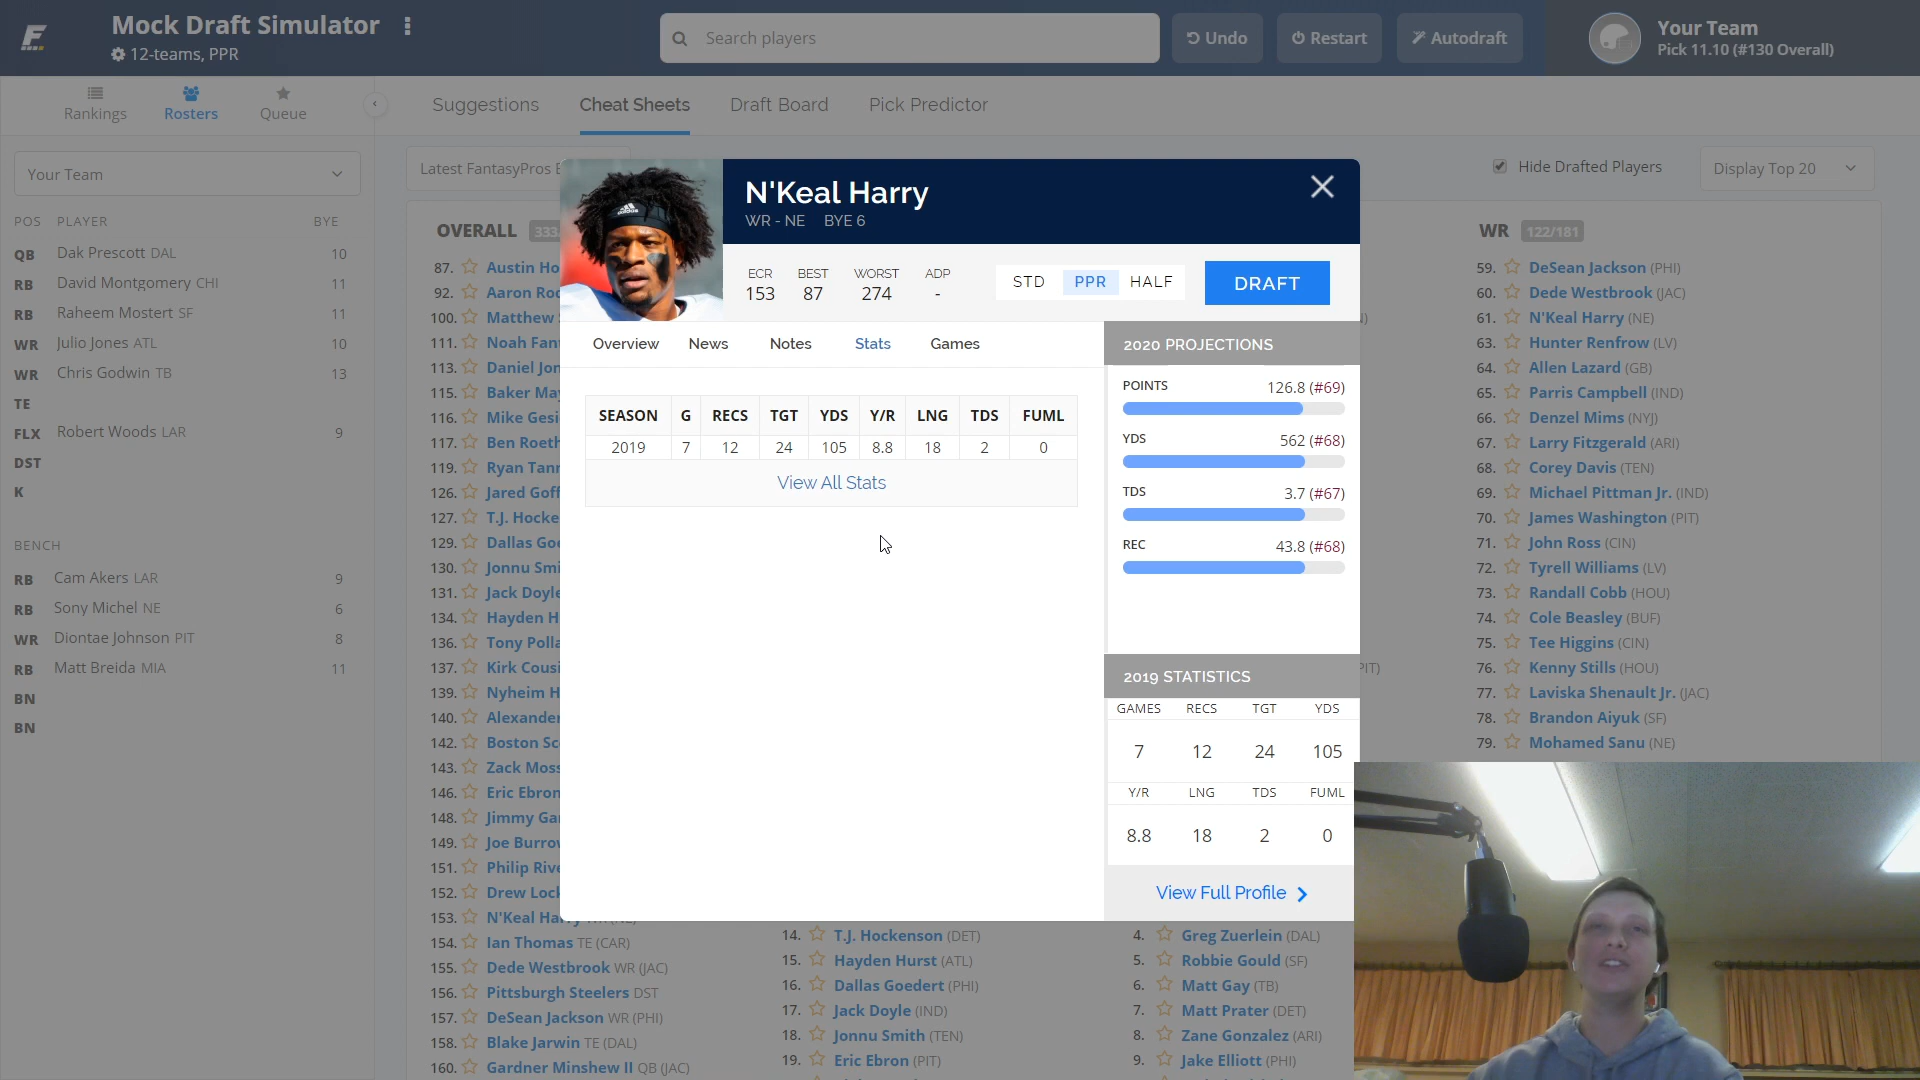 Mock Draft Simulator
12-teams, PPR
Search players
Undo
Restart
Autodraft
Your Team
Pick 11.10 (#130 Overall)
Rankings
Rosters
Queue
Suggestions
Cheat Sheets
Draft Board
Pick Predictor
Your Team
Latest FantasyPros E
Hide Drafted Players
Display Top 20
POS PLAYER BYE
QB Dak Prescott DAL 10
RB David Montgomery CHI 11
RB Raheem Mostert SF 11
WR Julio Jones ATL 10
WR Chris Godwin TB 13
TE
FLX Robert Woods LAR 9
DST
K
BENCH
RB Cam Akers LAR 9
RB Sony Michel NE 6
WR Diontae Johnson PIT 8
RB Matt Breida MIA 11
BN
BN
OVERALL 333
87. Austin Ho
92. Aaron Roo
100. Matthew
111. Noah Fan
113. Daniel Jon
115. Baker May
116. Mike Gesi
117. Ben Roeth
119. Ryan Tann
126. Jared Goff
127. T.J. Hocke
129. Dallas Goe
130. Jonnu Smi
131. Jack Doyle
134. Hayden H
136. Tony Polla
137. Kirk Cousi
139. Nyheim H
140. Alexander
142. Boston Sc
143. Zack Moss
146. Eric Ebron
148. Jimmy Ga
149. Joe Burrow
151. Philip Rive
152. Drew Lock
153. N'Keal Harry WR (NE)
154. Ian Thomas TE (CAR)
155. Dede Westbrook WR (JAC)
156. Pittsburgh Steelers DST
157. DeSean Jackson WR (PHI)
158. Blake Jarwin TE (DAL)
160. Gardner Minshew II QB (JAC)
N'Keal Harry
WR - NE BYE 6
ECR BEST WORST ADP
153 87 274 -
STD PPR HALF
DRAFT
Overview News Notes Stats Games
SEASON G RECS TGT YDS Y/R LNG TDS FUML
2019 7 12 24 105 8.8 18 2 0
View All Stats
2020 PROJECTIONS
POINTS 126.8 (#69)
YDS 562 (#68)
TDS 3.7 (#67)
REC 43.8 (#68)
2019 STATISTICS
GAMES RECS TGT YDS
7 12 24 105
Y/R LNG TDS FUML
8.8 18 2 0
View Full Profile
14. T.J. Hockenson (DET)
15. Hayden Hurst (ATL)
16. Dallas Goedert (PHI)
17. Jack Doyle (IND)
18. Jonnu Smith (TEN)
19. Eric Ebron (PIT)
4. Greg Zuerlein (DAL)
5. Robbie Gould (SF)
6. Matt Gay (TB)
7. Matt Prater (DET)
8. Zane Gonzalez (ARI)
9. Jake Elliott (PHI)
PIT)
WR 122/181
59. DeSean Jackson (PHI)
60. Dede Westbrook (JAC)
61. N'Keal Harry (NE)
63. Hunter Renfrow (LV)
64. Allen Lazard (GB)
65. Parris Campbell (IND)
66. Denzel Mims (NYJ)
67. Larry Fitzgerald (ARI)
68. Corey Davis (TEN)
69. Michael Pittman Jr. (IND)
70. James Washington (PIT)
71. John Ross (CIN)
72. Tyrell Williams (LV)
73. Randall Cobb (HOU)
74. Cole Beasley (BUF)
75. Tee Higgins (CIN)
76. Kenny Stills (HOU)
77. Laviska Shenault Jr. (JAC)
78. Brandon Aiyuk (SF)
79. Mohamed Sanu (NE)